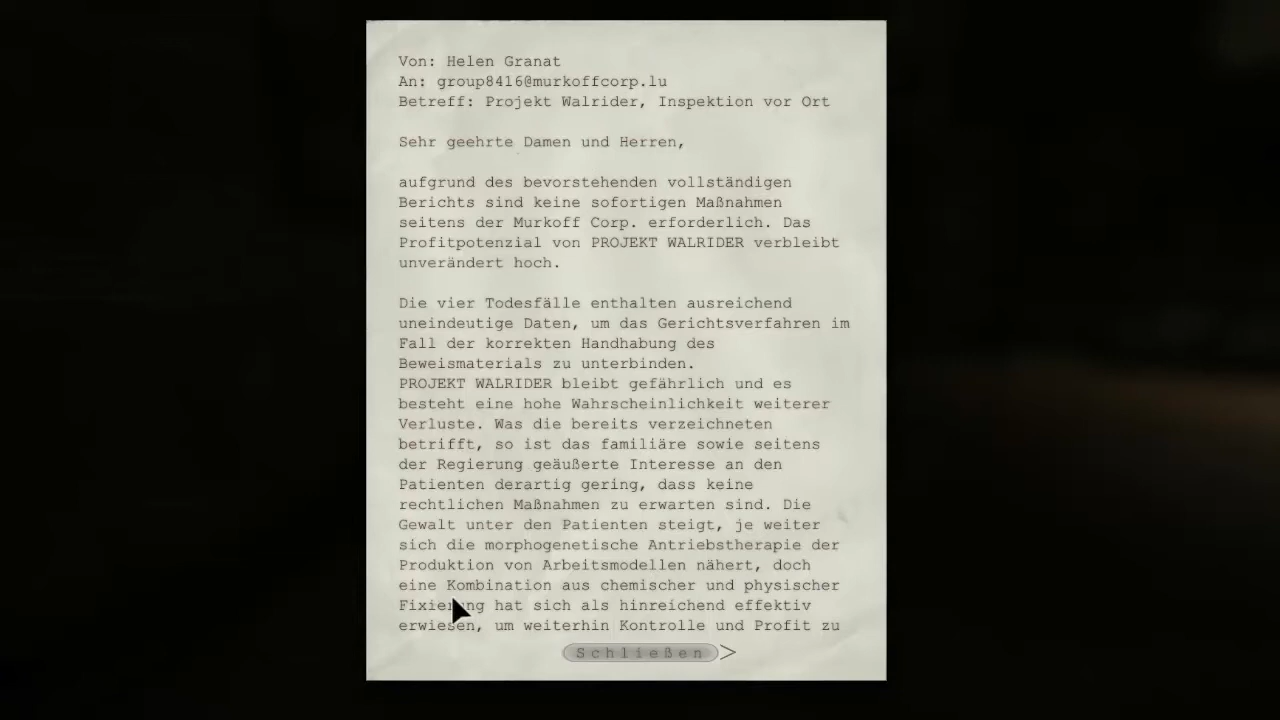 Von: Helen Granat
An: group8416@murkoffcorp.lu
Betreff: Projekt Walrider, Inspektion vor Ort
Sehr geehrte Damen und Herren,
aufgrund des bevorstehenden vollständigen
Berichts sind keine sofortigen Maßnahmen
seitens der Murkoff Corp. erforderlich. Das
Profitpotenzial von PROJEKT WALRIDER verbleibt
unverändert hoch.
Die vier Todesfälle enthalten ausreichend
uneindeutige Daten, um das Gerichtsverfahren im
Fall der korrekten Handhabung des
Beweismaterials zu unterbinden.
PROJEKT WALRIDER bleibt gefährlich und es
besteht eine hohe Wahrscheinlichkeit weiterer
Verluste. Was die bereits verzeichneten
betrifft, so ist das familiäre sowie seitens
der Regierung geäußerte Interesse an den
Patienten derartig gering, dass keine
rechtlichen Maßnahmen zu erwarten sind. Die
Gewalt unter den Patienten steigt, je weiter
sich die morphogenetische Antriebstherapie der
Produktion von Arbeitsmodellen nähert, doch
eine Kombination aus chemischer und physischer
Fixierung hat sich als hinreichend effektiv
erwiesen, um weiterhin Kontrolle und Profit zu
Schließen >